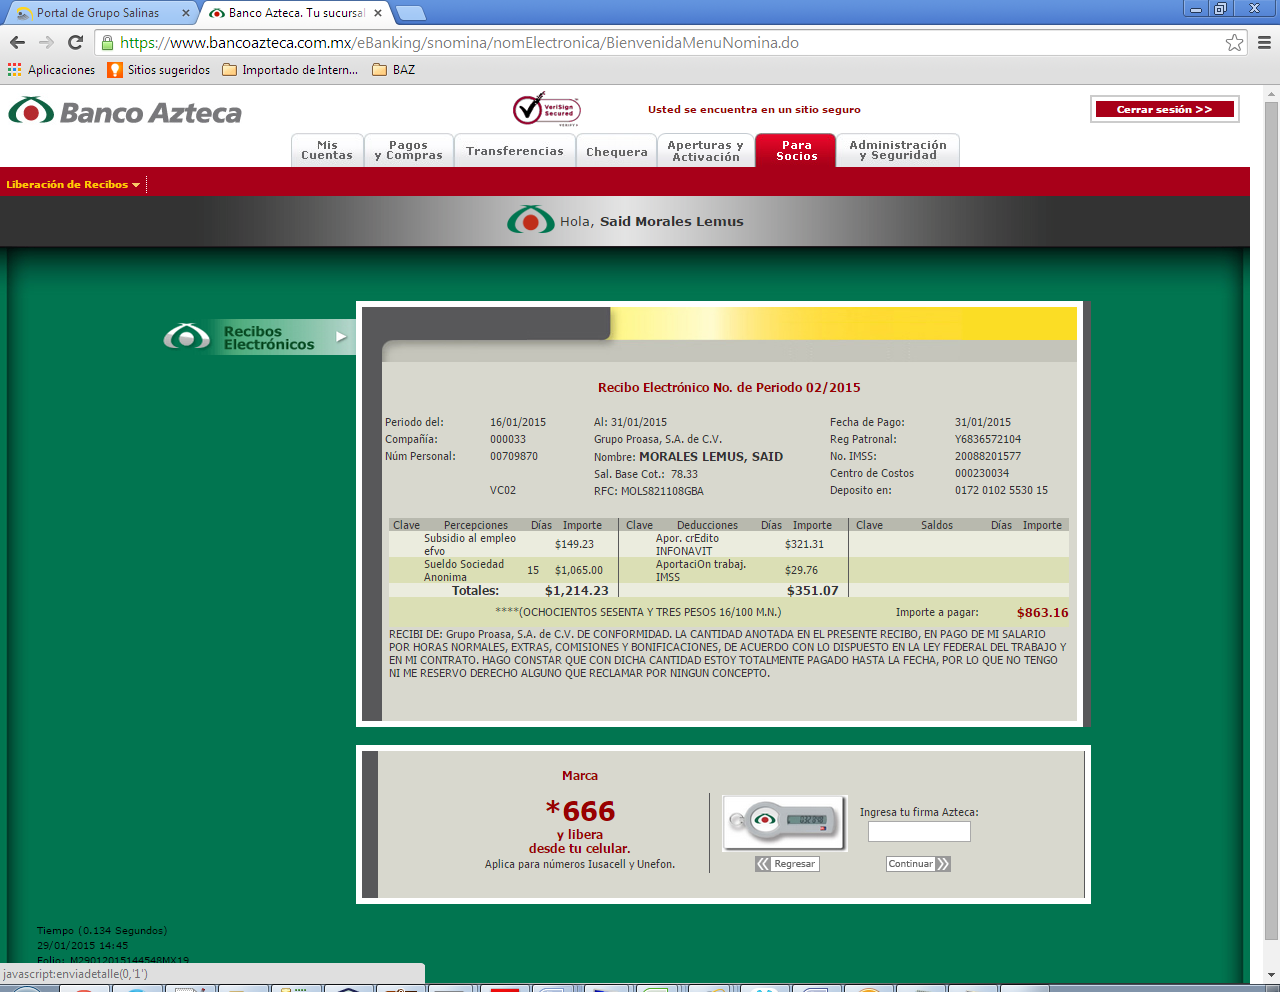 Portal de Grupo Salinas
Banco Azteca. Tu sucursal
https://www.bancoazteca.com.mx/eBanking/snomina/nomElectronica/BienvenidaMenuNomina.do
Aplicaciones Sitios sugeridos Importado de Intern... BAZ
Banco Azteca
VeriSign Secured
VERIFY
Usted se encuentra en un sitio seguro
Cerrar sesión >>
Mis Cuentas
Pagos y Compras
Transferencias
Chequera
Aperturas y Activación
Para Socios
Administración y Seguridad
Liberación de Recibos
Hola, Said Morales Lemus
Recibos
Electrónicos
Recibo Electrónico No. de Periodo 02/2015
Periodo del: 16/01/2015 Al: 31/01/2015 Fecha de Pago: 31/01/2015
Compañía: 000033 Grupo Proasa, S.A. de C.V. Reg Patronal: Y6836572104
Núm Personal: 00709870 Nombre: MORALES LEMUS, SAID No. IMSS: 20088201577
Sal. Base Cot.: 78.33 Centro de Costos 000230034
VC02 RFC: MOLS821108GBA Deposito en: 0172 0102 5530 15
Clave Percepciones Días Importe Clave Deducciones Días Importe Clave Saldos Días Importe
Subsidio al empleo efvo $149.23 Apor. crEdito INFONAVIT $321.31
Sueldo Sociedad Anonima 15 $1,065.00 AportaciOn trabaj. IMSS $29.76
Totales: $1,214.23 $351.07
****(OCHOCIENTOS SESENTA Y TRES PESOS 16/100 M.N.) Importe a pagar: $863.16
RECIBI DE: Grupo Proasa, S.A. de C.V. DE CONFORMIDAD. LA CANTIDAD ANOTADA EN EL PRESENTE RECIBO, EN PAGO DE MI SALARIO
POR HORAS NORMALES, EXTRAS, COMISIONES Y BONIFICACIONES, DE ACUERDO CON LO DISPUESTO EN LA LEY FEDERAL DEL TRABAJO Y
EN MI CONTRATO. HAGO CONSTAR QUE CON DICHA CANTIDAD ESTOY TOTALMENTE PAGADO HASTA LA FECHA, POR LO QUE NO TENGO
NI ME RESERVO DERECHO ALGUNO QUE RECLAMAR POR NINGUN CONCEPTO.
Marca
*666
y libera
desde tu celular.
Aplica para números Iusacell y Unefon.
Ingresa tu firma Azteca:
Regresar
Continuar
Tiempo (0.134 Segundos)
29/01/2015 14:45
Folio: M29012015144548MX19
javascript:enviadetalle(0,'1')